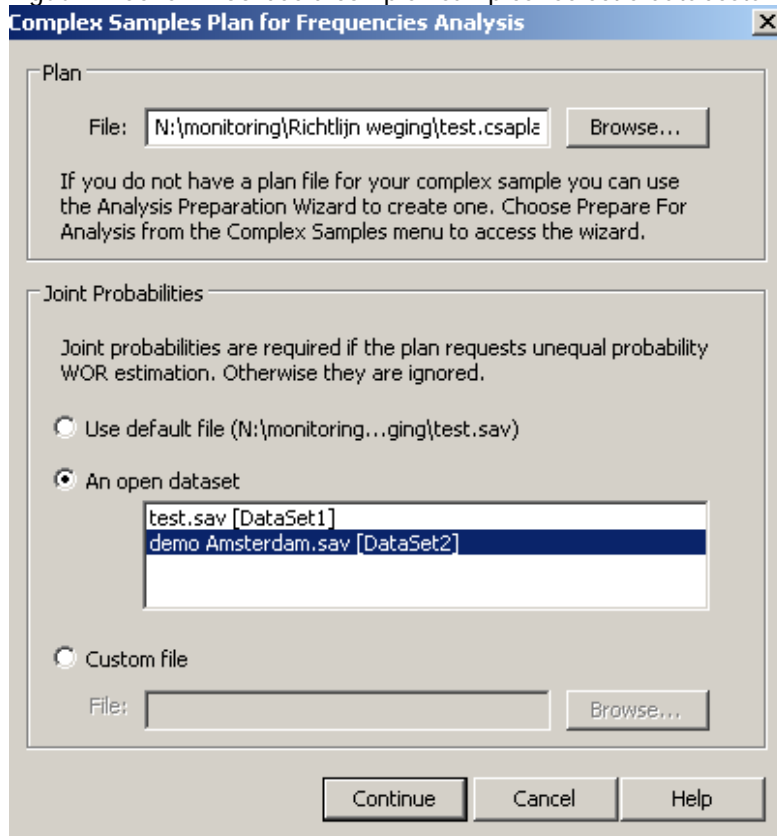 Complex Samples Plan for Frequencies Analysis
Plan
File: N:\monitoring\Richtlijn weging\test.csapla Browse...
If you do not have a plan file for your complex sample you can use
the Analysis Preparation Wizard to create one. Choose Prepare For
Analysis from the Complex Samples menu to access the wizard.
Joint Probabilities
Joint probabilities are required if the plan requests unequal probability
WOR estimation. Otherwise they are ignored.
Use default file (N:\monitoring...ging\test.sav)
An open dataset
test.sav [DataSet1]
demo Amsterdam.sav [DataSet2]
Custom file
File: Browse...
Continue Cancel Help